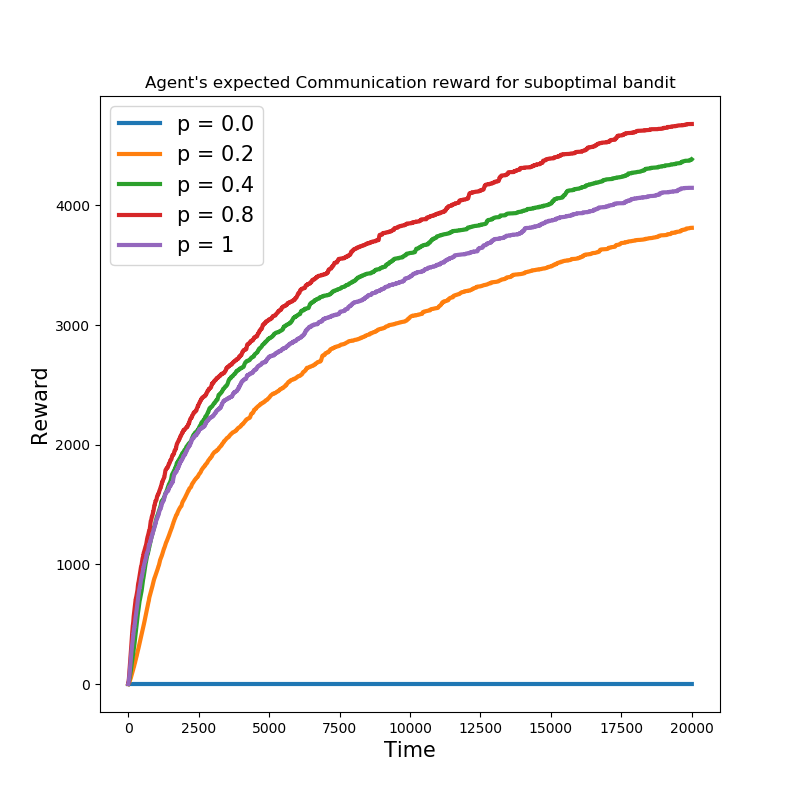 Agent's expected Communication reward for suboptimal bandit
p = 0.0
p = 0.2
p = 0.4
p = 0.8
p = 1
Reward
4000
3000
2000
1000
0
0 2500 5000 7500 10000 12500 15000 17500 20000
Time